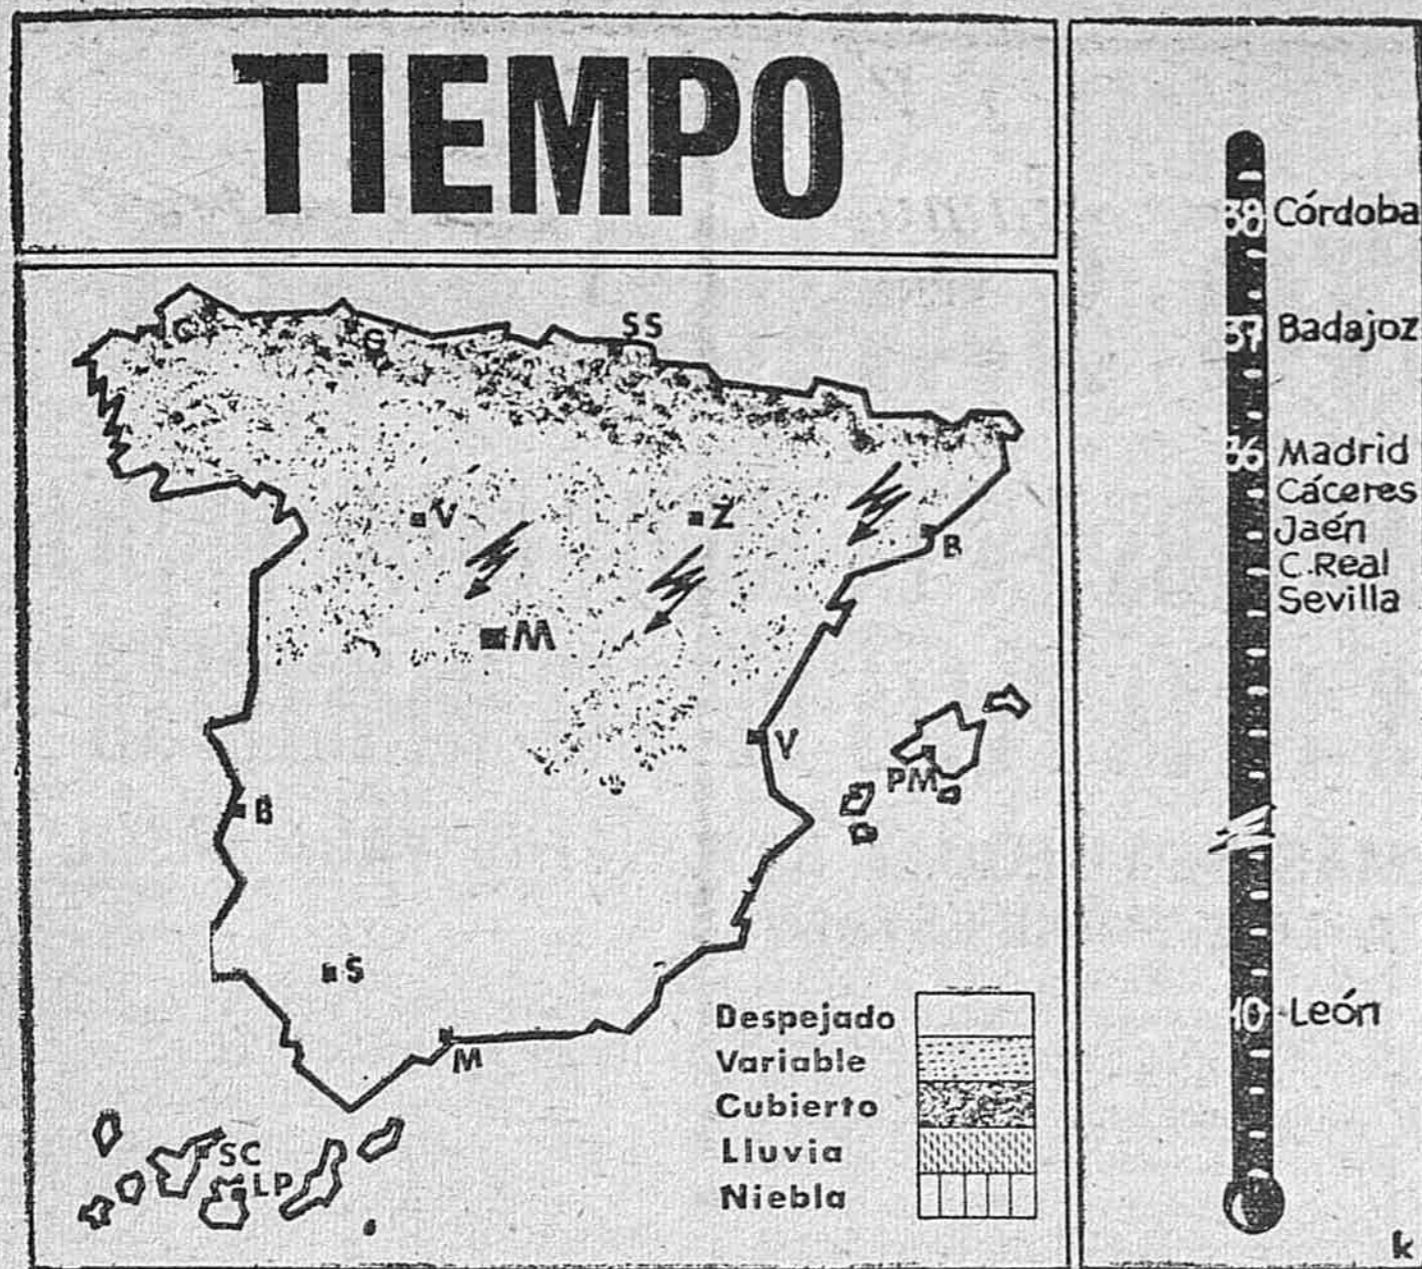 TIEMPO
C
G
SS
V
Z
B
M
V
PM
B
S
M
SC
LP
Despejado
Variable
Cubierto
Lluvia
Niebla
38 Córdoba
37 Badajoz
36 Madrid
Cáceres
Jaén
C.Real
Sevilla
10 León
k